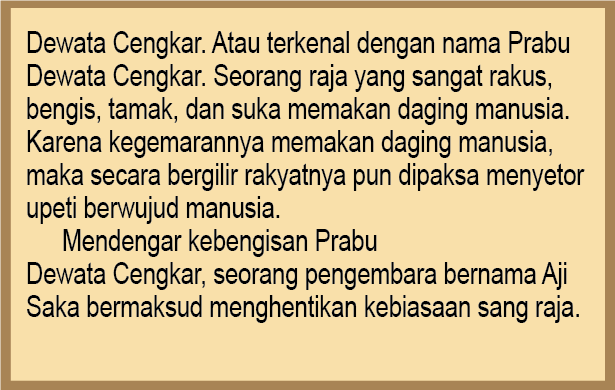 Dewata Cengkar. Atau terkenal dengan nama Prabu
Dewata Cengkar. Seorang raja yang sangat rakus,
bengis, tamak, dan suka memakan daging manusia.
Karena kegemarannya memakan daging manusia,
maka secara bergilir rakyatnya pun dipaksa menyetor
upeti berwujud manusia.
Mendengar kebengisan Prabu
Dewata Cengkar, seorang pengembara bernama Aji
Saka bermaksud menghentikan kebiasaan sang raja.